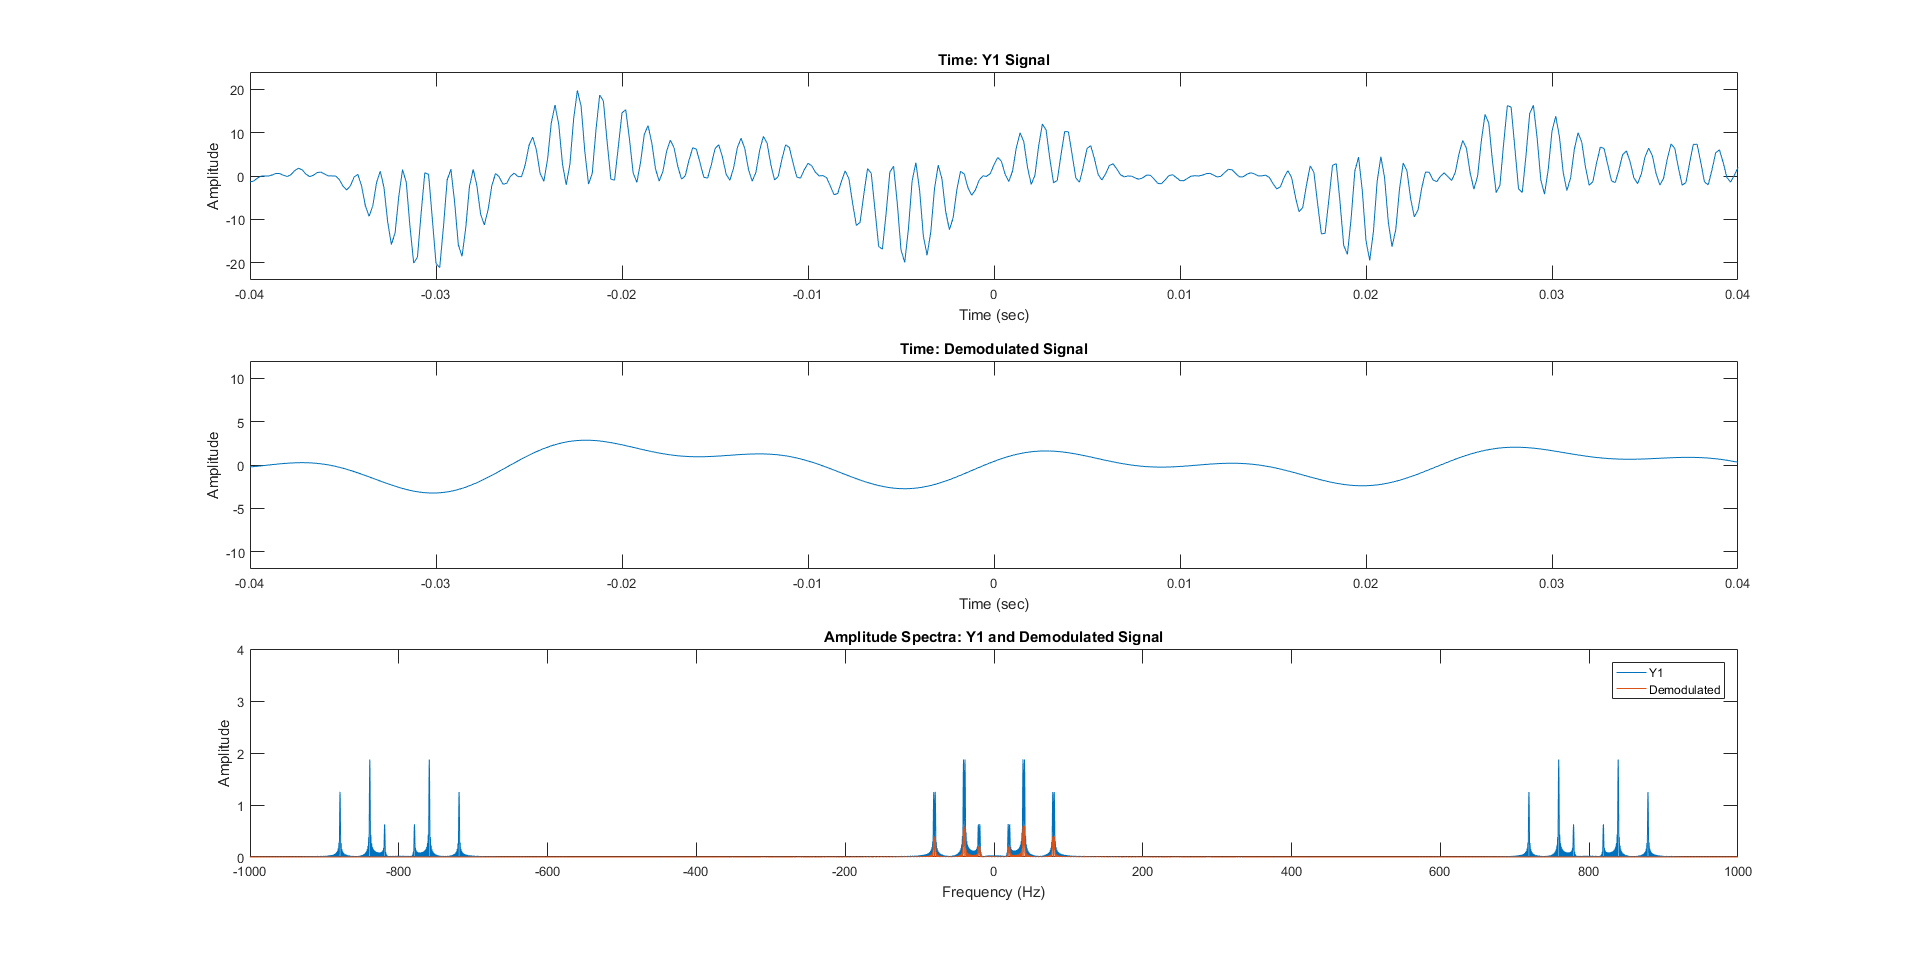 Time: Y1 Signal
20
10
0
-10
-20
Amplitude
-0.04 -0.03 -0.02 -0.01 0 0.01 0.02 0.03 0.04
Time (sec)
Time: Demodulated Signal
10
5
0
-5
-10
Amplitude
-0.04 -0.03 -0.02 -0.01 0 0.01 0.02 0.03 0.04
Time (sec)
Amplitude Spectra: Y1 and Demodulated Signal
4
3
2
1
0
Amplitude
Y1
Demodulated
-1000 -800 -600 -400 -200 0 200 400 600 800 1000
Frequency (Hz)